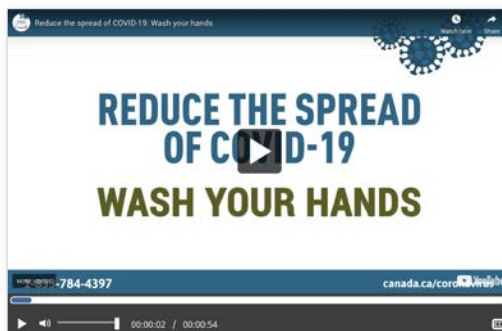 Reduce the spread of COVID-19: Wash your hands
Watch later
Share
REDUCE THE SPREAD
OF COVID-19
WASH YOUR HANDS
-784-4397
canada.ca/coronavirus
YouTube
00:00:02 / 00:00:54